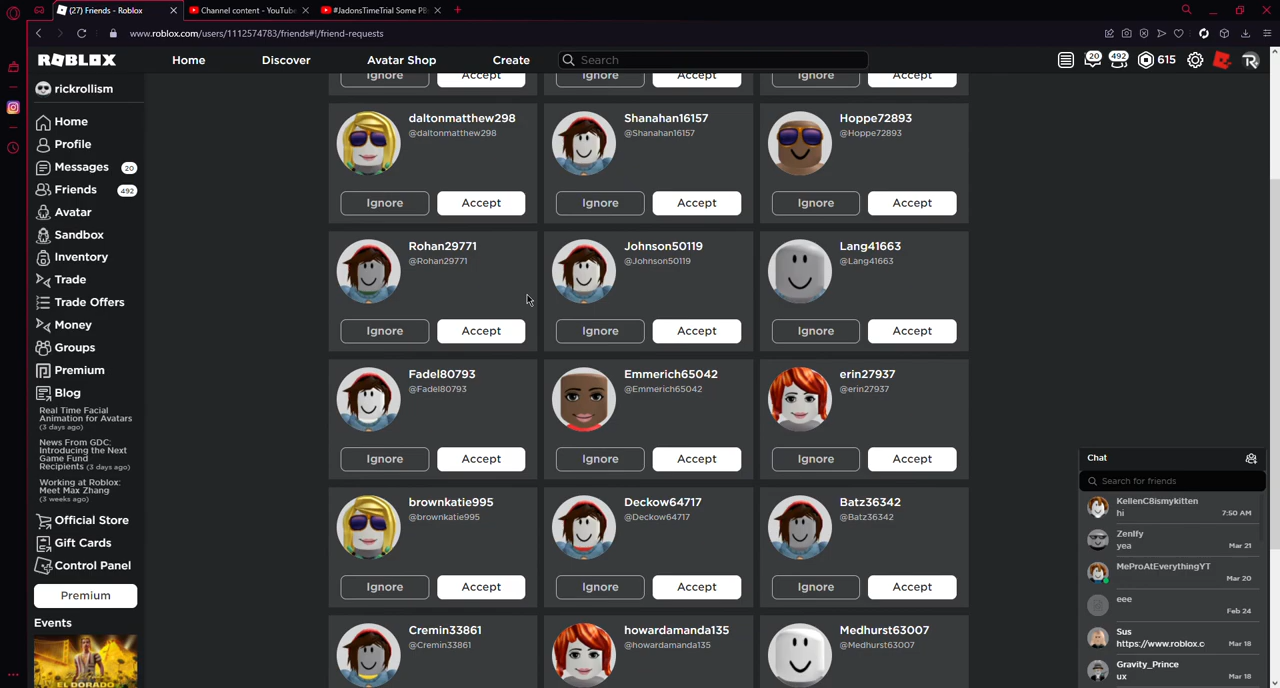 (27) Friends - Roblox
Channel content - YouTube
#JadonsTimeTrial Some PB
www.roblox.com/users/1112574783/friends#!/friend-requests
ROBLOX
Home
Discover
Avatar Shop
Create
Search
20
492
615
rickrollism
Home
Profile
Messages 20
Friends 492
Avatar
Sandbox
Inventory
Trade
Trade Offers
Money
Groups
Premium
Blog
Real Time Facial
Animation for Avatars
(3 days ago)
News From GDC:
Introducing the Next
Game Fund
Recipients (3 days ago)
Working at Roblox:
Meet Max Zhang
(3 weeks ago)
Official Store
Gift Cards
Control Panel
Premium
Events
EL DORADO
Ignore Accept Ignore Accept Ignore Accept
daltonmatthew298 Shanahan16157 Hoppe72893
@daltonmatthew298 @Shanahan16157 @Hoppe72893
Ignore Accept Ignore Accept Ignore Accept
Rohan29771 Johnson50119 Lang41663
@Rohan29771 @Johnson50119 @Lang41663
Ignore Accept Ignore Accept Ignore Accept
Fadel80793 Emmerich65042 erin27937
@Fadel80793 @Emmerich65042 @erin27937
Ignore Accept Ignore Accept Ignore Accept
brownkatie995 Deckow64717 Batz36342
@brownkatie995 @Deckow64717 @Batz36342
Ignore Accept Ignore Accept Ignore Accept
Cremin33861 howardamanda135 Medhurst63007
@Cremin33861 @howardamanda135 @Medhurst63007
Chat
Search for friends
KellenC8ismykitten
hi 7:50 AM
Zenlfy
yea Mar 21
MeProAtEverythingYT
Mar 20
eee
Feb 24
Sus
https://www.roblox.c Mar 18
Gravity_Prince
ux Mar 18